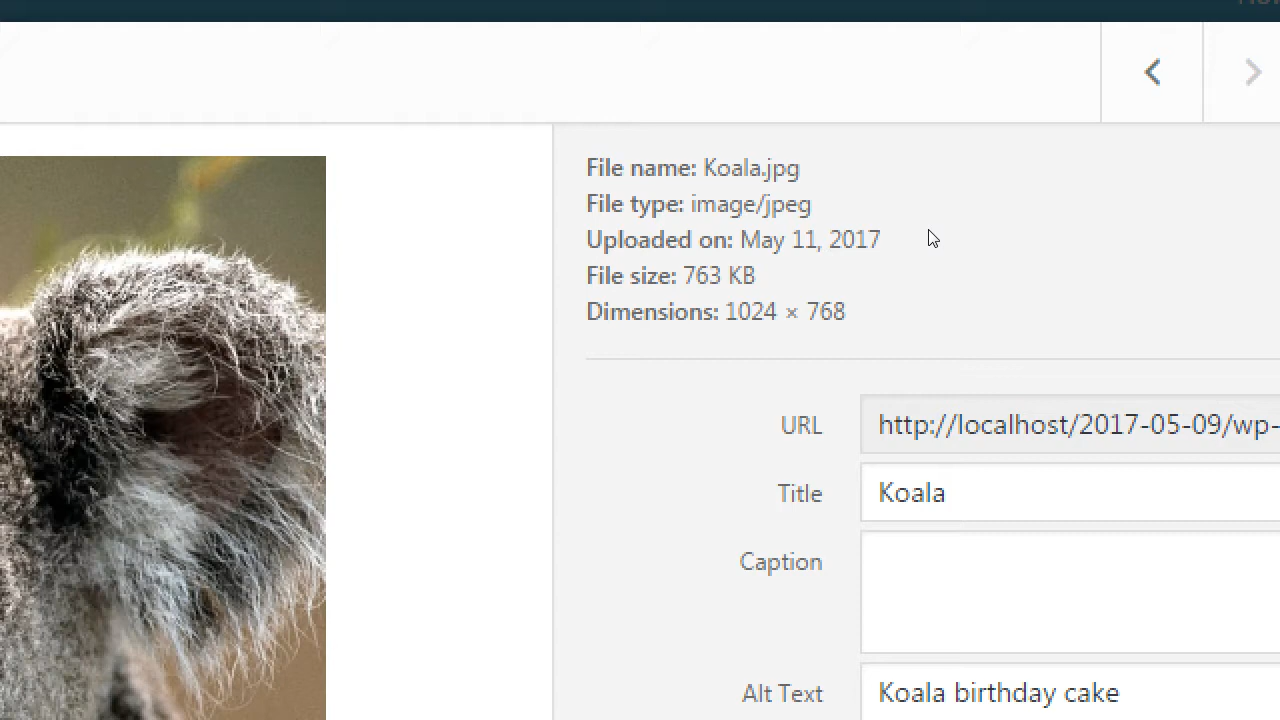 File name: Koala.jpg
File type: image/jpeg
Uploaded on: May 11, 2017
File size: 763 KB
Dimensions: 1024 × 768
URL http://localhost/2017-05-09/wp-
Title Koala
Caption
Alt Text Koala birthday cake